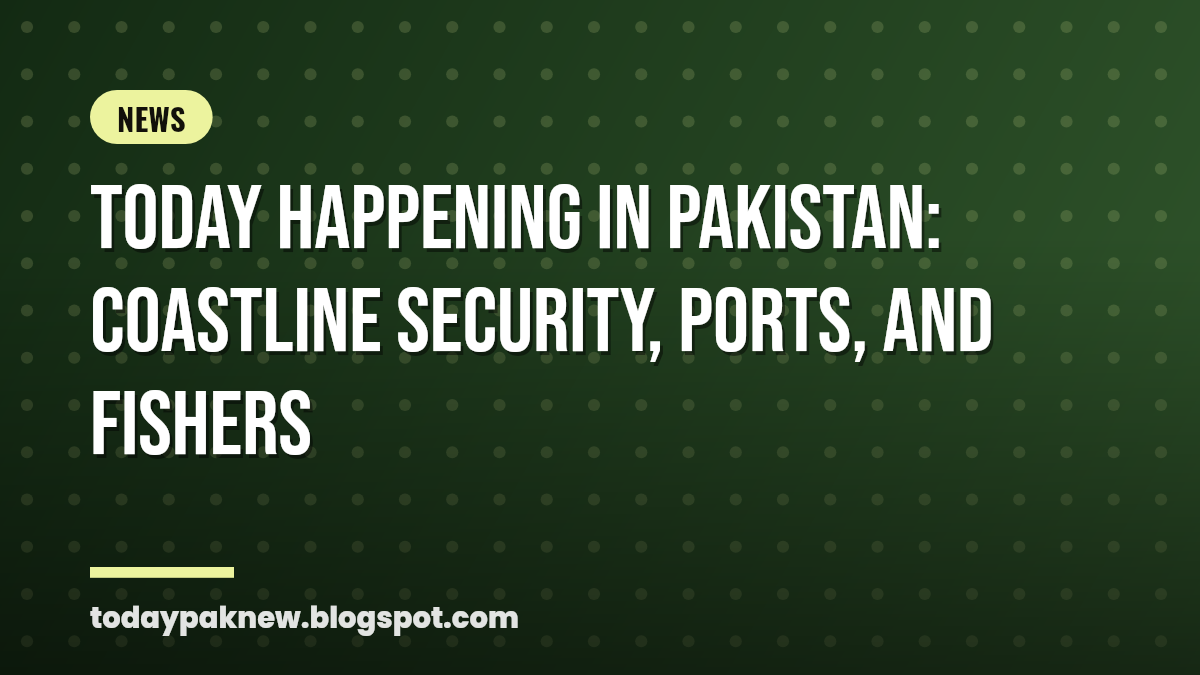 NEWS
TODAY HAPPENING IN PAKISTAN:
COASTLINE SECURITY, PORTS, AND
FISHERS
todaypaknew.blogspot.com